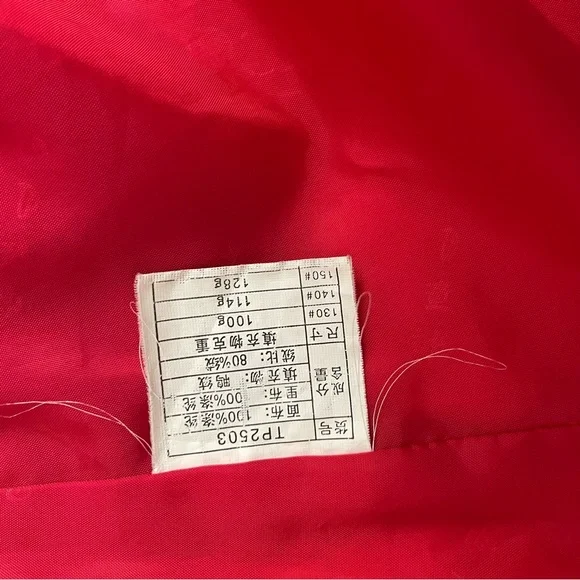 货号 TP2503
成分含量 面布：100%涤纶
里布：100%涤纶
填充物：鸭绒
绒比：80%绒
尺寸 填充物克重
130# 100g
140# 114g
150# 128g